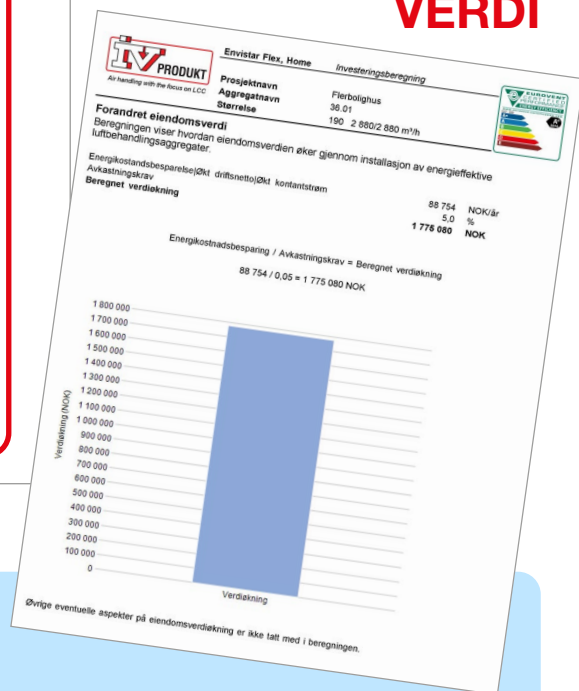 VERDI
IV PRODUKT
Air handling with the focus on LCC
Envistar Flex, Home Investeringsberegning
Prosjektnavn Flerbolighus
Aggregatnavn 36.01
Størrelse 190 2 880/2 880 m³/h
EUROVENT
CERTIFIED
PERFORMANCE
ENERGY EFFICIENCY
Forandret eiendomsverdi
Beregningen viser hvordan eiendomsverdien øker gjennom installasjon av energieffektive
luftbehandlingsaggregater.
Energikostandsbesparelse|Økt driftsnetto|Økt kontantstrøm 88 754 NOK/år
Avkastningskrav 5,0 %
Beregnet verdiøkning 1 775 080 NOK
Energikostnadsbesparing / Avkastningskrav = Beregnet verdiøkning
88 754 / 0,05 = 1 775 080 NOK
1 800 000
1 700 000
1 600 000
1 500 000
1 400 000
1 300 000
1 200 000
1 100 000
1 000 000
900 000
800 000
700 000
600 000
500 000
400 000
300 000
200 000
100 000
0
Verdiøkning (NOK)
Verdiøkning
Øvrige eventuelle aspekter på eiendomsverdiøkning er ikke tatt med i beregningen.